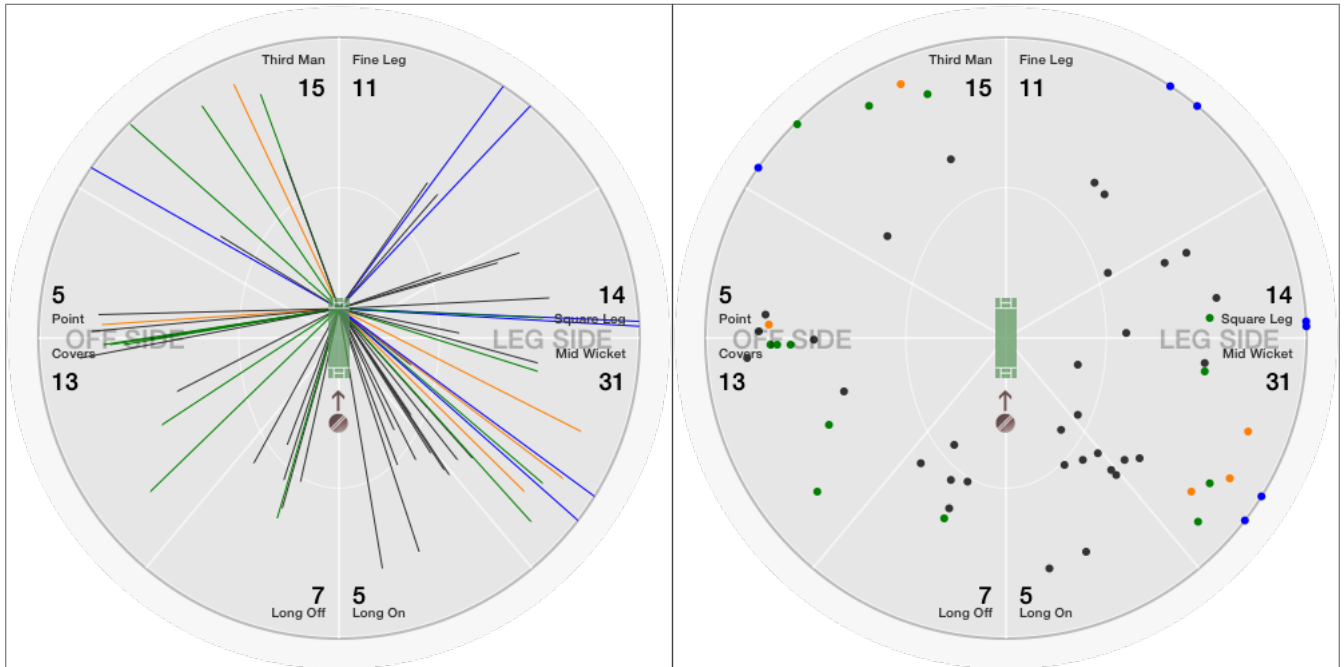 Third Man Fine Leg
15 11
5 14
Point Square Leg
OFF SIDE LEG SIDE
Covers Mid Wicket
13 31
7 5
Long Off Long On
Third Man Fine Leg
15 11
5 14
Point Square Leg
OFF SIDE LEG SIDE
Covers Mid Wicket
13 31
7 5
Long Off Long On